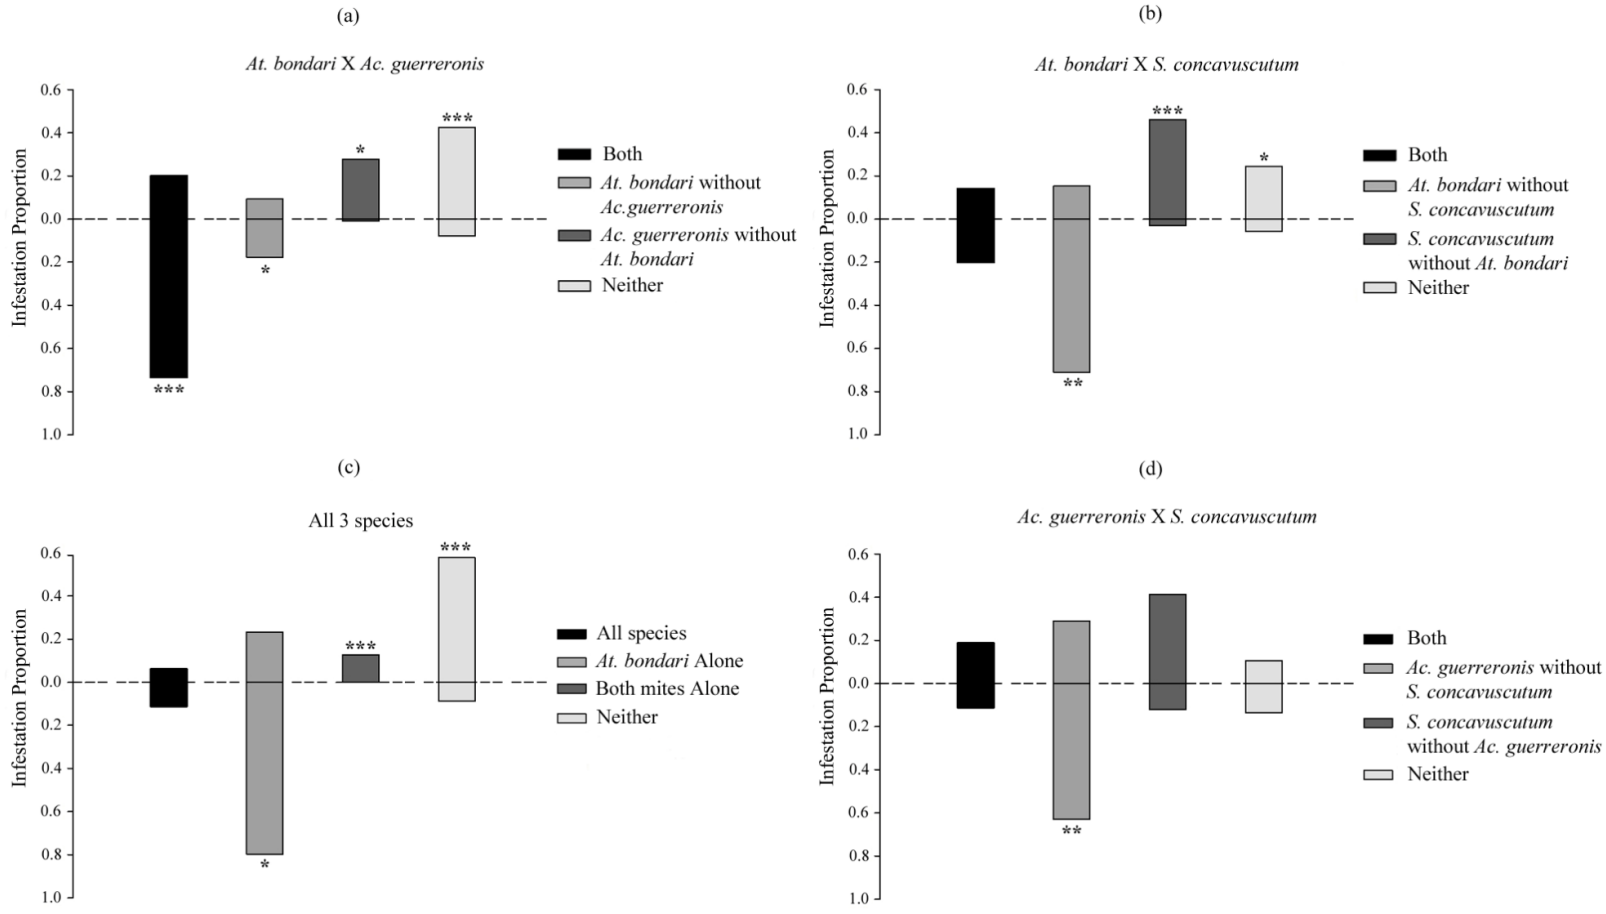 (a)
At. bondari X Ac. guerreronis
0.6
0.4
0.2
0.0
0.2
0.4
0.6
0.8
1.0
Infestation Proportion
***
*
*
***
Both
At. bondari without
Ac.guerreronis
Ac. guerreronis without
At. bondari
Neither
(b)
At. bondari X S. concavuscutum
0.6
0.4
0.2
0.0
0.2
0.4
0.6
0.8
1.0
Infestation Proportion
**
***
*
Both
At. bondari without
S. concavuscutum
S. concavuscutum
without At. bondari
Neither
(c)
All 3 species
0.6
0.4
0.2
0.0
0.2
0.4
0.6
0.8
1.0
Infestation Proportion
*
***
***
All species
At. bondari Alone
Both mites Alone
Neither
(d)
Ac. guerreronis X S. concavuscutum
0.6
0.4
0.2
0.0
0.2
0.4
0.6
0.8
1.0
Infestation Proportion
**
Both
Ac. guerreronis without
S. concavuscutum
S. concavuscutum
without Ac. guerreronis
Neither